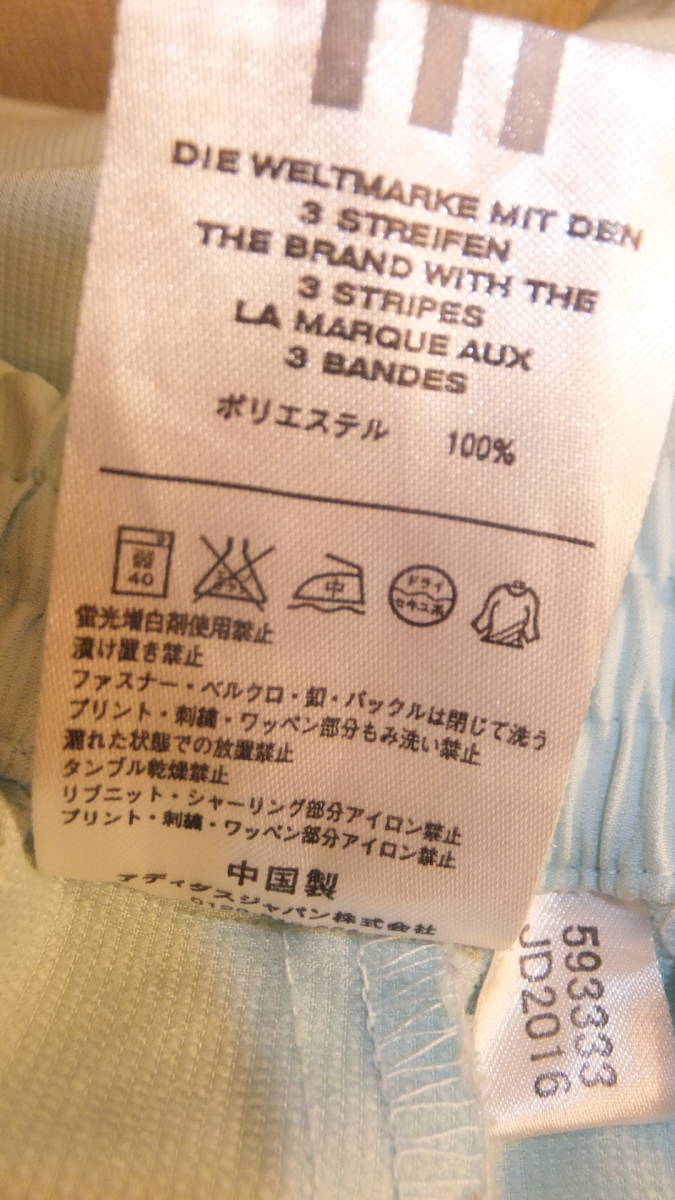 DIE WELTMARKE MIT DEN
3 STREIFEN
THE BRAND WITH THE
3 STRIPES
LA MARQUE AUX
3 BANDES
ポリエステル 100%
弱
40
中
ドライ
セキユ系
蛍光増白剤使用禁止
漬け置き禁止
ファスナー・ベルクロ・釦・バックルは閉じて洗う
プリント・刺繍・ワッペン部分もみ洗い禁止
濡れた状態での放置禁止
タンブル乾燥禁止
リブニット・シャーリング部分アイロン禁止
プリント・刺繍・ワッペン部分アイロン禁止
中国製
アディダスジャパン株式会社
593333
JD2016